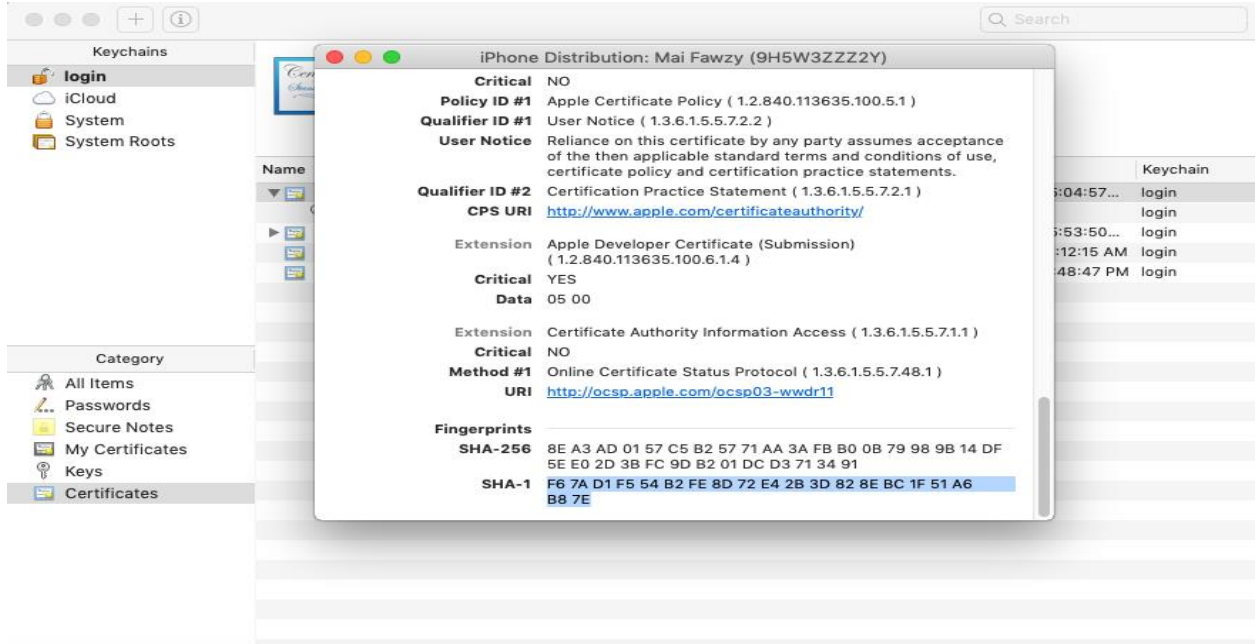 Search
Keychains
login
iCloud
System
System Roots
Category
All Items
Passwords
Secure Notes
My Certificates
Keys
Certificates
Name
Keychain
5:04:57... login
login
5:53:50... login
:12:15 AM login
:48:47 PM login
iPhone Distribution: Mai Fawzy (9H5W3ZZZ2Y)
Critical NO
Policy ID #1 Apple Certificate Policy ( 1.2.840.113635.100.5.1 )
Qualifier ID #1 User Notice ( 1.3.6.1.5.5.7.2.2 )
User Notice Reliance on this certificate by any party assumes acceptance
of the then applicable standard terms and conditions of use,
certificate policy and certification practice statements.
Qualifier ID #2 Certification Practice Statement ( 1.3.6.1.5.5.7.2.1 )
CPS URI http://www.apple.com/certificateauthority/
Extension Apple Developer Certificate (Submission)
( 1.2.840.113635.100.6.1.4 )
Critical YES
Data 05 00
Extension Certificate Authority Information Access ( 1.3.6.1.5.5.7.1.1 )
Critical NO
Method #1 Online Certificate Status Protocol ( 1.3.6.1.5.5.7.48.1 )
URI http://ocsp.apple.com/ocsp03-wwdr11
Fingerprints
SHA-256 8E A3 AD 01 57 C5 B2 57 71 AA 3A FB B0 0B 79 98 9B 14 DF
5E E0 2D 3B FC 9D B2 01 DC D3 71 34 91
SHA-1 F6 7A D1 F5 54 B2 FE 8D 72 E4 2B 3D 82 8E BC 1F 51 A6
B8 7E